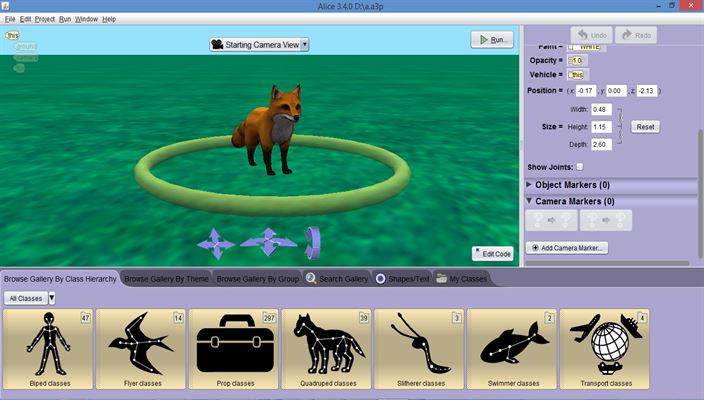 Alice 3.4.0 D:\a.a3p
File Edit Project Run Window Help
this
ground
camera
Starting Camera View
Run...
Undo
Redo
Paint = WHITE
Opacity = 1.0
Vehicle = this
Position = ( x: -0.17 , y: 0.00 , z: -2.13 )
Width: 0.48
Size = Height: 1.15 Reset
Depth: 2.60
Show Joints:
Object Markers (0)
Camera Markers (0)
? ?
? ?
Add Camera Marker...
Edit Code
Browse Gallery By Class Hierarchy
Browse Gallery By Theme
Browse Gallery By Group
Search Gallery
Shapes/Text
My Classes
All Classes
47
Biped classes
14
Flyer classes
297
Prop classes
39
Quadruped classes
3
Slitherer classes
2
Swimmer classes
4
Transport classes